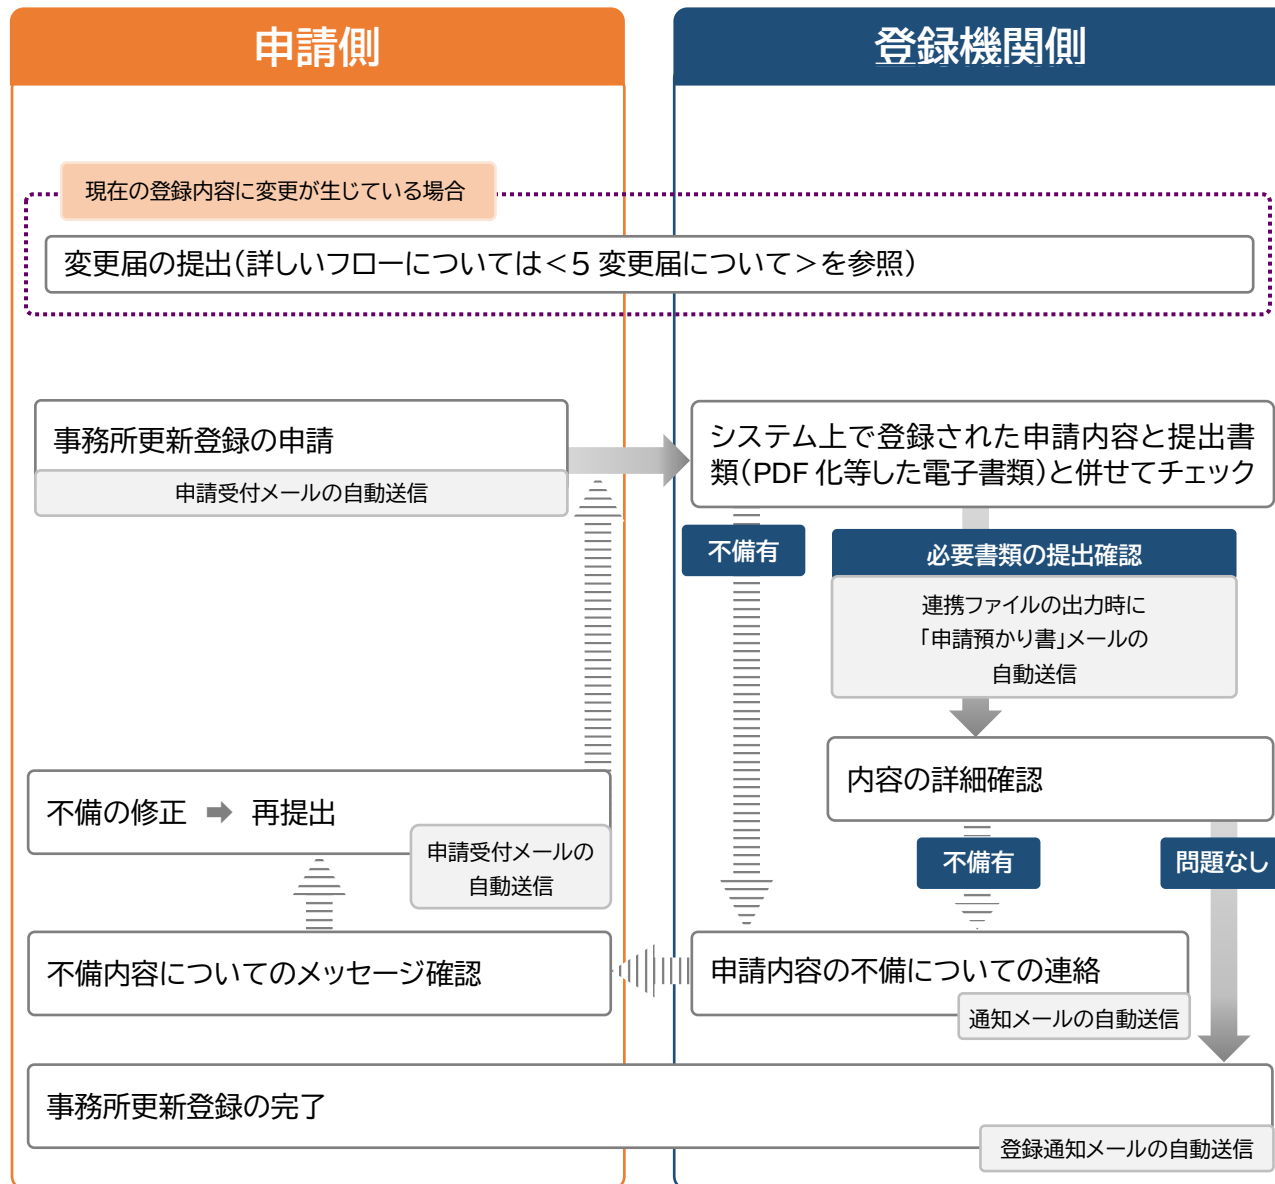 申請側
登録機関側
現在の登録内容に変更が生じている場合
変更届の提出(詳しいフローについては<5 変更届について>を参照)
事務所更新登録の申請
申請受付メールの自動送信
システム上で登録された申請内容と提出書
類(PDF 化等した電子書類)と併せてチェック
不備有
必要書類の提出確認
連携ファイルの出力時に
「申請預かり書」メールの
自動送信
内容の詳細確認
不備の修正 ➡ 再提出
申請受付メールの
自動送信
不備有
問題なし
不備内容についてのメッセージ確認
申請内容の不備についての連絡
通知メールの自動送信
事務所更新登録の完了
登録通知メールの自動送信